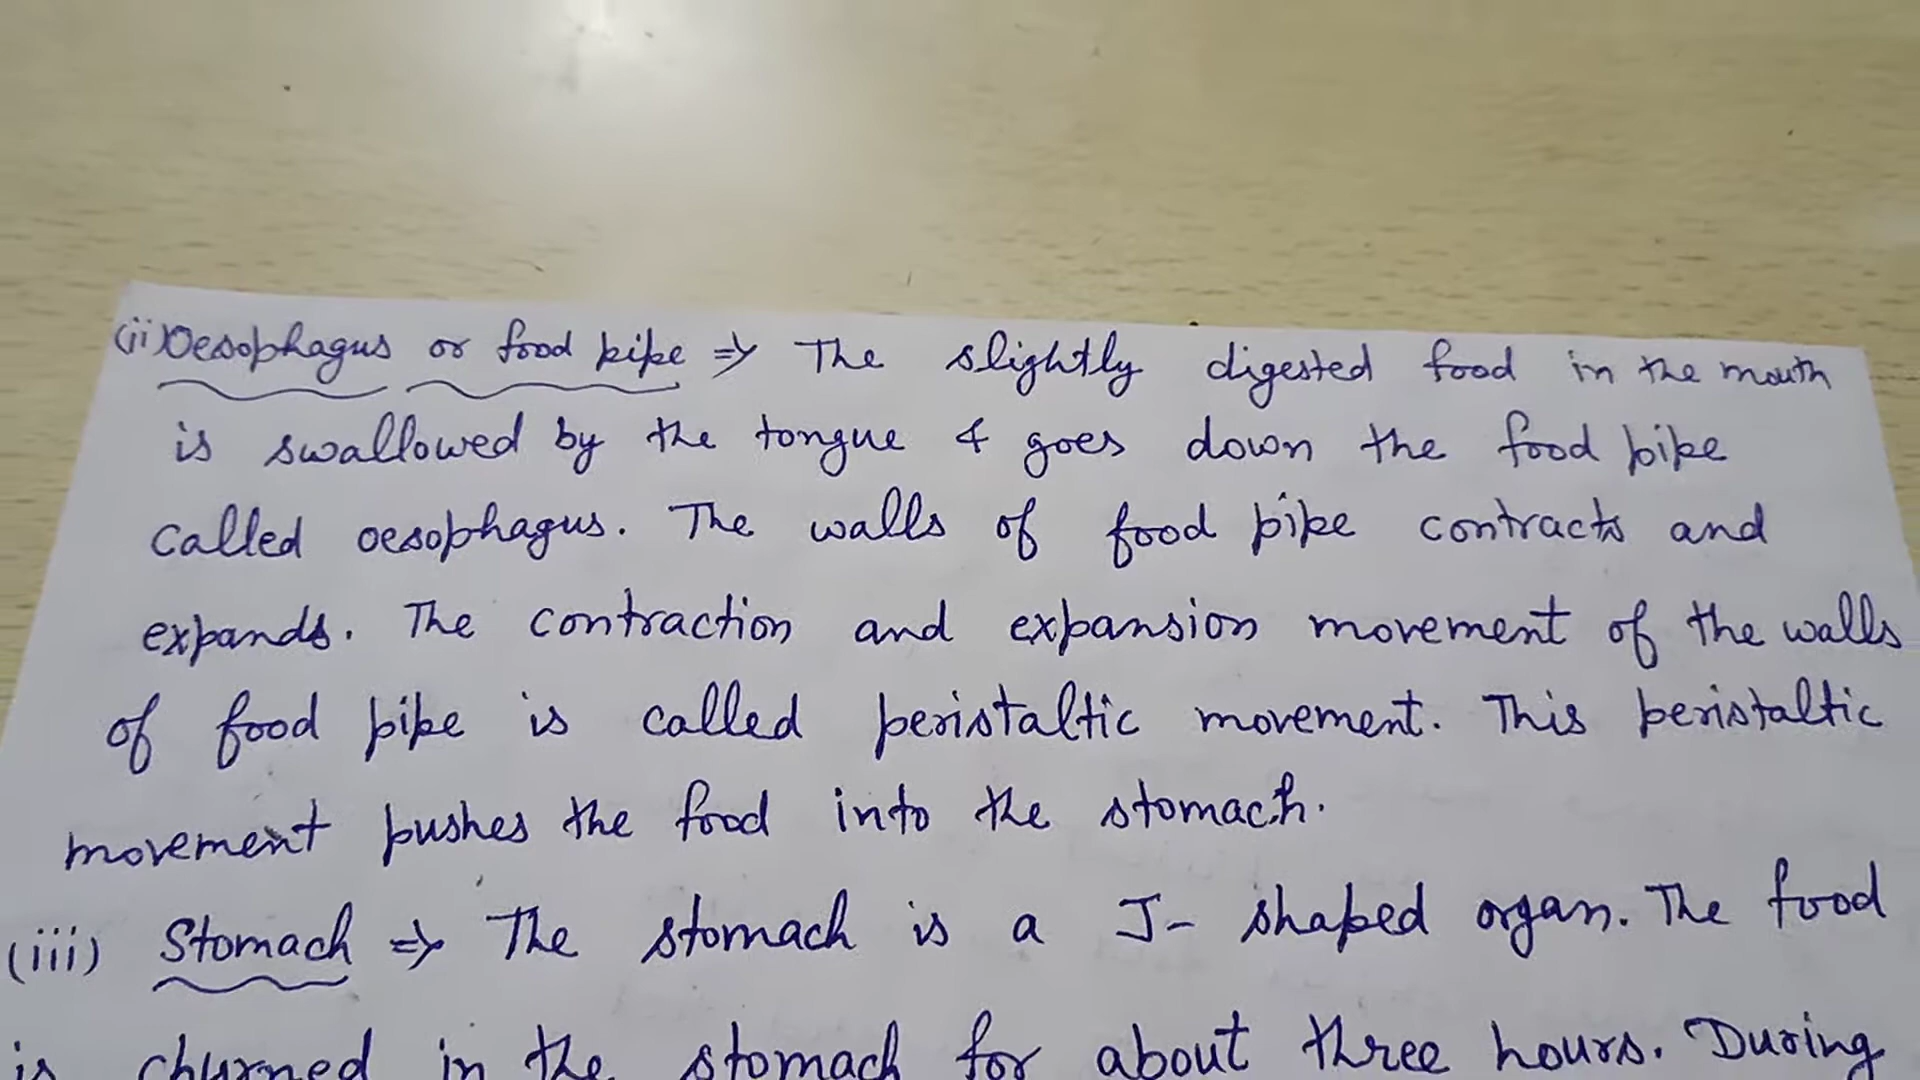 (ii) Oesophagus or food pipe ⇒ The slightly digested food in the mouth
is swallowed by the tongue & goes down the food pipe
called oesophagus. The walls of food pipe contracts and
expands. The contraction and expansion movement of the walls
of food pipe is called peristaltic movement. This peristaltic
movement pushes the food into the stomach.
(iii) Stomach ⇒ The stomach is a J- shaped organ. The food
is churned in the stomach for about three hours. During